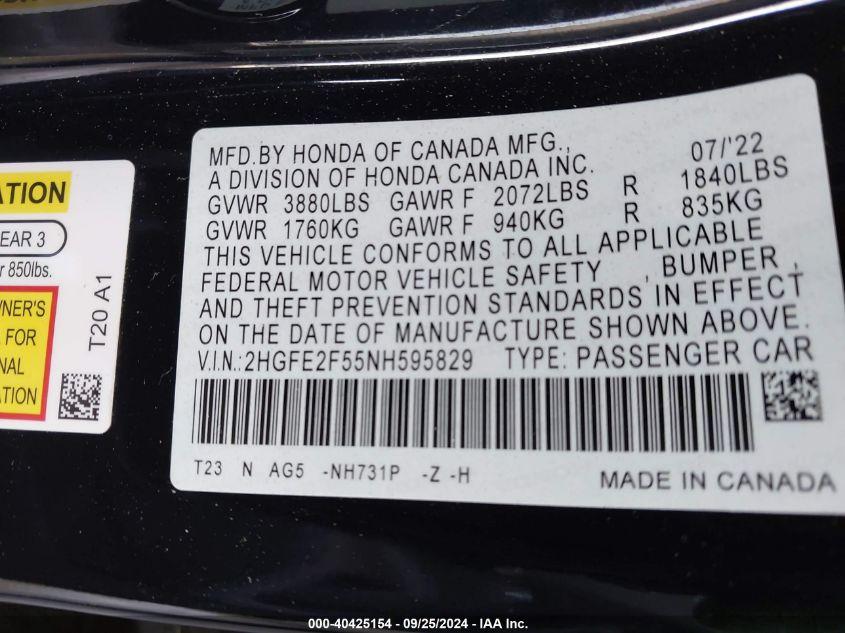 ATION
EAR 3
r 850lbs.
WNER'S
FOR
NAL
ATION
T20 A1
MFD.BY HONDA OF CANADA MFG., 07/'22
A DIVISION OF HONDA CANADA INC.
GVWR 3880LBS GAWR F 2072LBS R 1840LBS
GVWR 1760KG GAWR F 940KG R 835KG
THIS VEHICLE CONFORMS TO ALL APPLICABLE
FEDERAL MOTOR VEHICLE SAFETY , BUMPER ,
AND THEFT PREVENTION STANDARDS IN EFFECT
ON THE DATE OF MANUFACTURE SHOWN ABOVE.
V.I.N.:2HGFE2F55NH595829 TYPE: PASSENGER CAR
T23 N AG5 -NH731P -Z -H
MADE IN CANADA
000-40425154 - 09/25/2024 - IAA Inc.